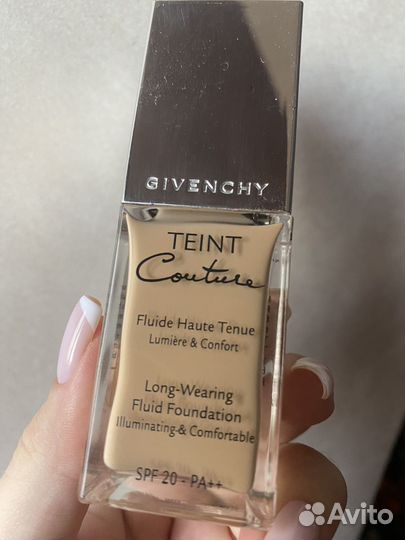 GIVENCHY
TEINT
Couture
Fluide Haute Tenue
Lumière & Confort
Long-Wearing
Fluid Foundation
Illuminating & Comfortable
SPF 20 - PA++
Avito